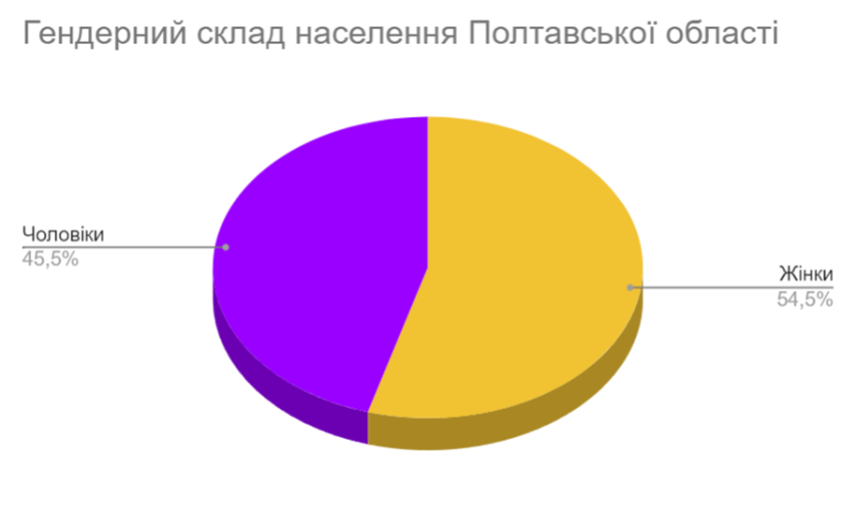 Гендерний склад населення Полтавської області
Чоловіки
45,5%
Жінки
54,5%